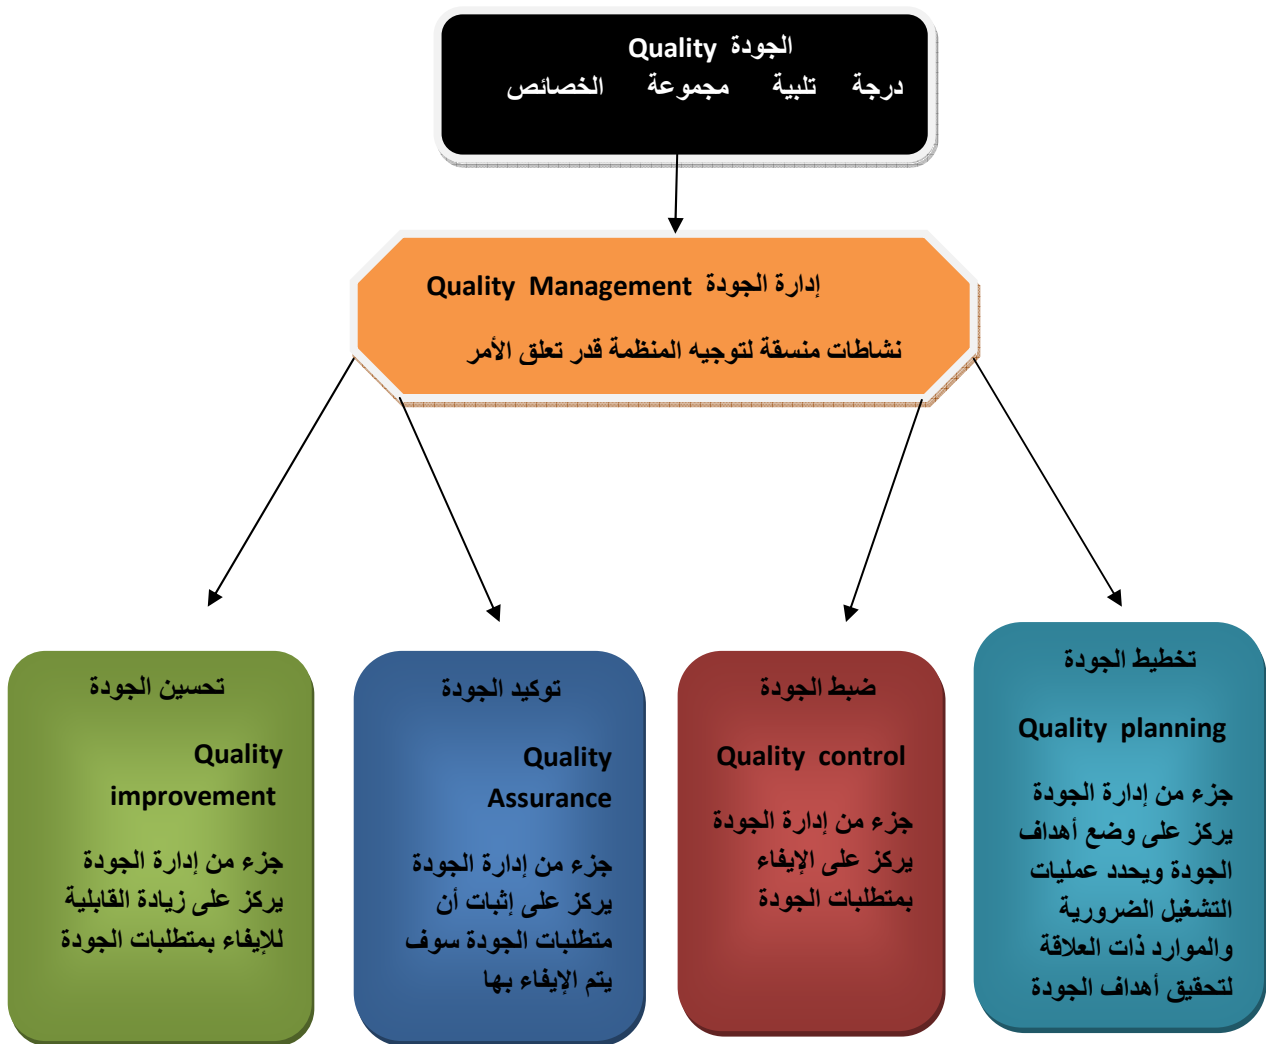 الجودة Quality
درجة تلبية مجموعة الخصائص
إدارة الجودة Quality Management
نشاطات منسقة لتوجيه المنظمة قدر تعلق الأمر
تخطيط الجودة
Quality planning
جزء من إدارة الجودة
يركز على وضع أهداف
الجودة ويحدد عمليات
التشغيل الضرورية
والموارد ذات العلاقة
لتحقيق أهداف الجودة
ضبط الجودة
Quality control
جزء من إدارة الجودة
يركز على الإيفاء
بمتطلبات الجودة
توكيد الجودة
Quality
Assurance
جزء من إدارة الجودة
يركز على إثبات أن
متطلبات الجودة سوف
يتم الإيفاء بها
تحسين الجودة
Quality
improvement
جزء من إدارة الجودة
يركز على زيادة القابلية
للإيفاء بمتطلبات الجودة